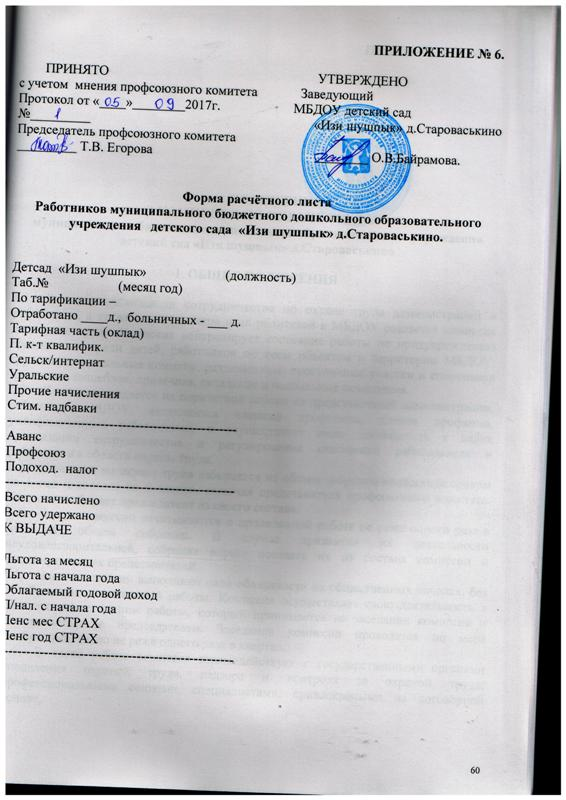 ПРИЛОЖЕНИЕ № 6.
ПРИНЯТО
с учетом мнения профсоюзного комитета
Протокол от «05» 09 2017г.
№ 1
Председатель профсоюзного комитета
Т.В. Егорова
УТВЕРЖДЕНО
Заведующий
МБДОУ детский сад
«Изи шушпык» д.Староваськино
О.В.Байрамова.
Форма расчётного листа
Работников муниципального бюджетного дошкольного образовательного
учреждения детского сада «Изи шушпык» д.Староваськино.
Детсад «Изи шушпык» (должность)
Таб.№ (месяц год)
По тарификации –
Отработано ____д., больничных - ___ д.
Тарифная часть (оклад)
П. к-т квалифик.
Сельск/интернат
Уральские
Прочие начисления
Стим. надбавки
Аванс
Профсоюз
Подоход. налог
Всего начислено
Всего удержано
К ВЫДАЧЕ
Льгота за месяц
Льгота с начала года
Облагаемый годовой доход
П/нал. с начала года
Пенс мес СТРАХ
Пенс год СТРАХ
60